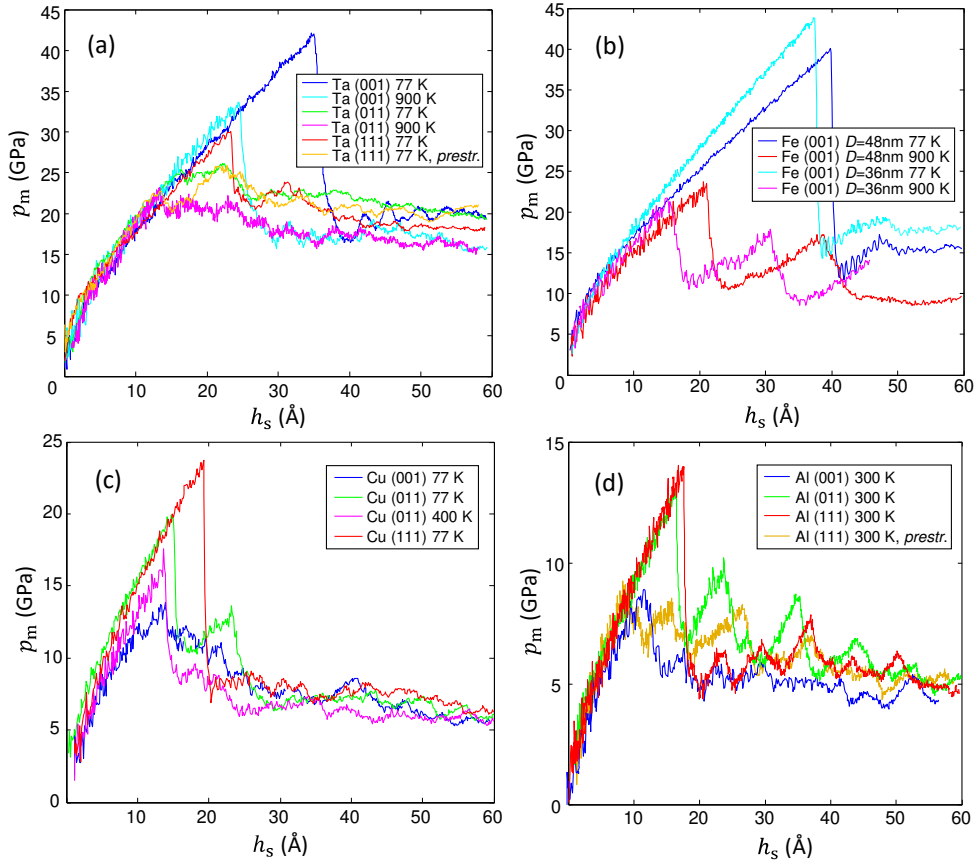 (a)
45
40
35
30
25
20
15
10
5
0
Ta (001) 77 K
Ta (001) 900 K
Ta (011) 77 K
Ta (011) 900 K
Ta (111) 77 K
Ta (111) 77 K, prestr.
10 20 30 40 50 60
pₘ (GPa)
hₛ (Å)
(b)
45
40
35
30
25
20
15
10
5
0
Fe (001) D=48nm 77 K
Fe (001) D=48nm 900 K
Fe (001) D=36nm 77 K
Fe (001) D=36nm 900 K
10 20 30 40 50 60
pₘ (GPa)
hₛ (Å)
(c)
25
20
15
10
5
0
Cu (001) 77 K
Cu (011) 77 K
Cu (011) 400 K
Cu (111) 77 K
10 20 30 40 50 60
pₘ (GPa)
hₛ (Å)
(d)
15
10
5
0
Al (001) 300 K
Al (011) 300 K
Al (111) 300 K
Al (111) 300 K, prestr.
10 20 30 40 50 60
pₘ (GPa)
hₛ (Å)